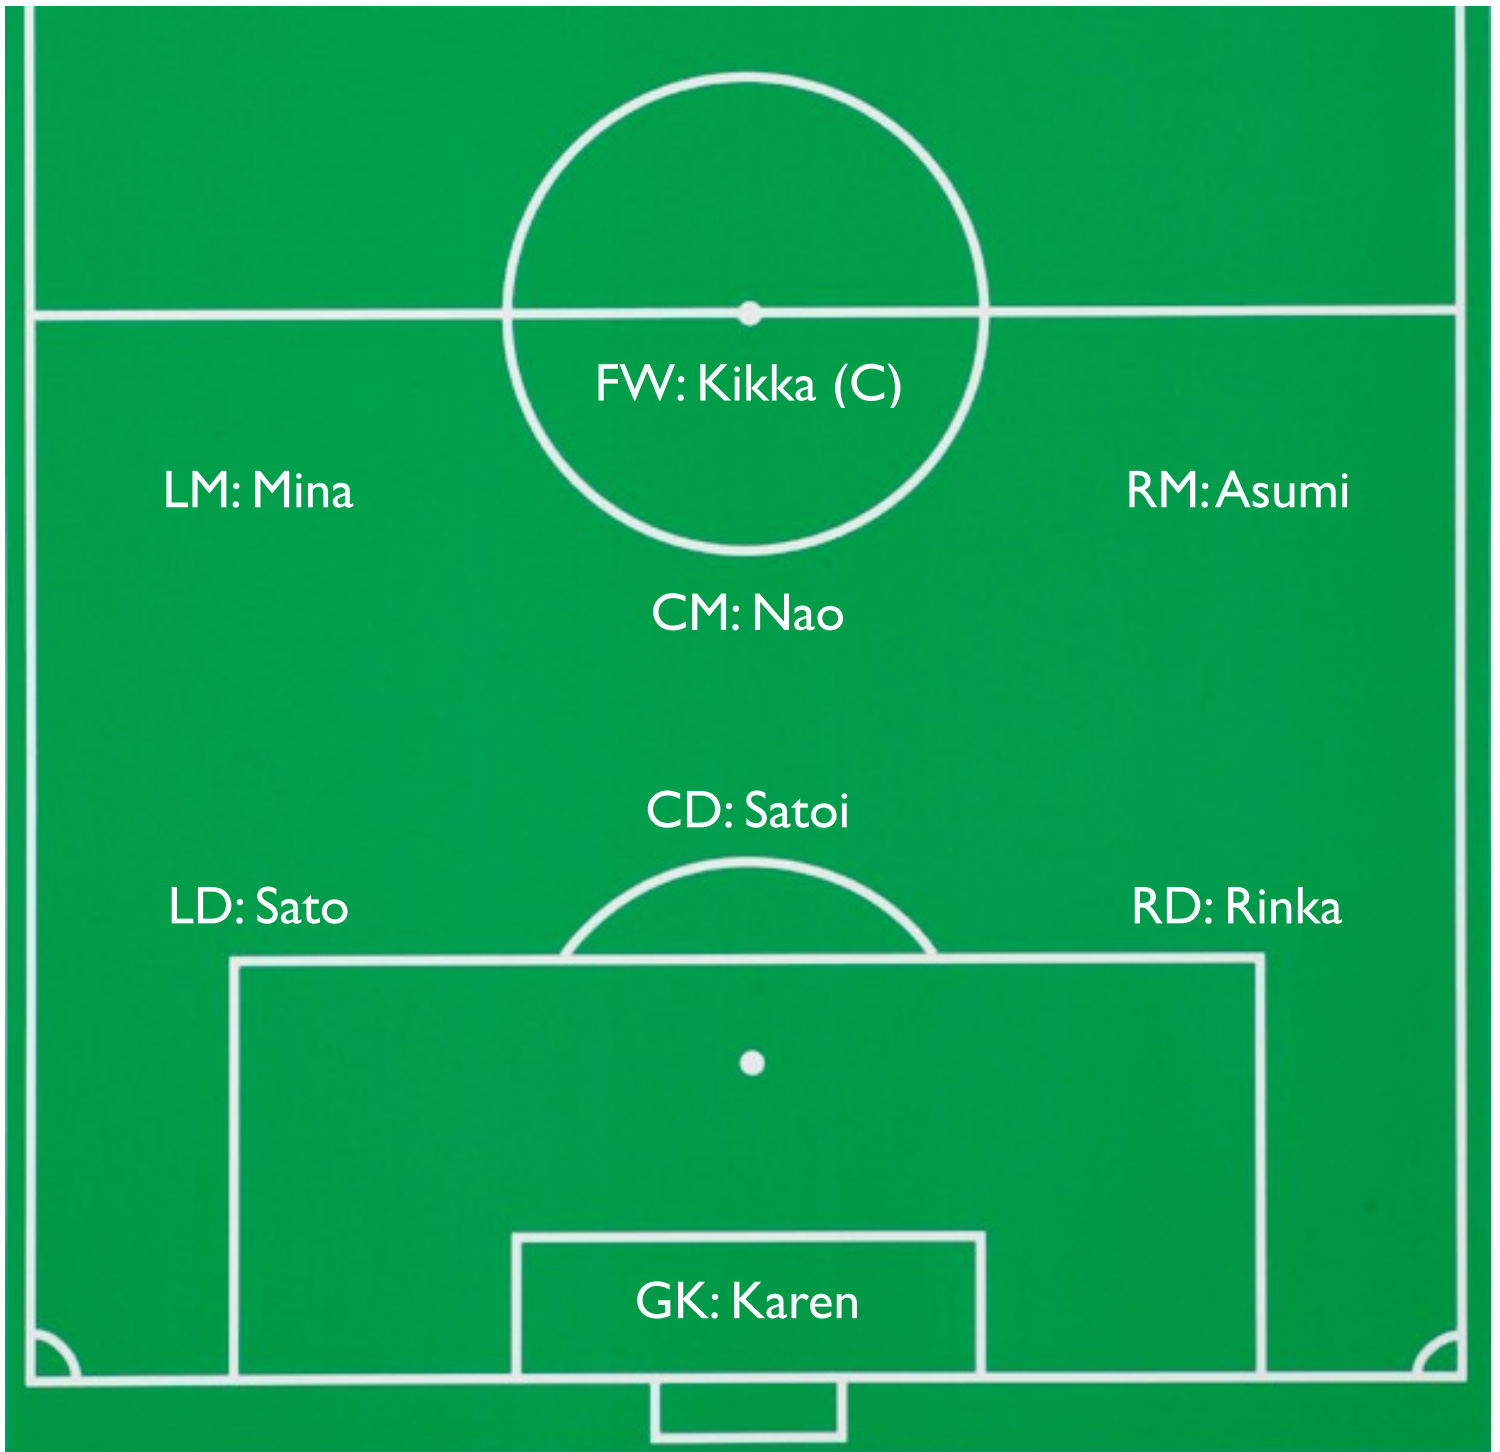 FW: Kikka (C)
LM: Mina
RM: Asumi
CM: Nao
CD: Satoi
LD: Sato
RD: Rinka
GK: Karen